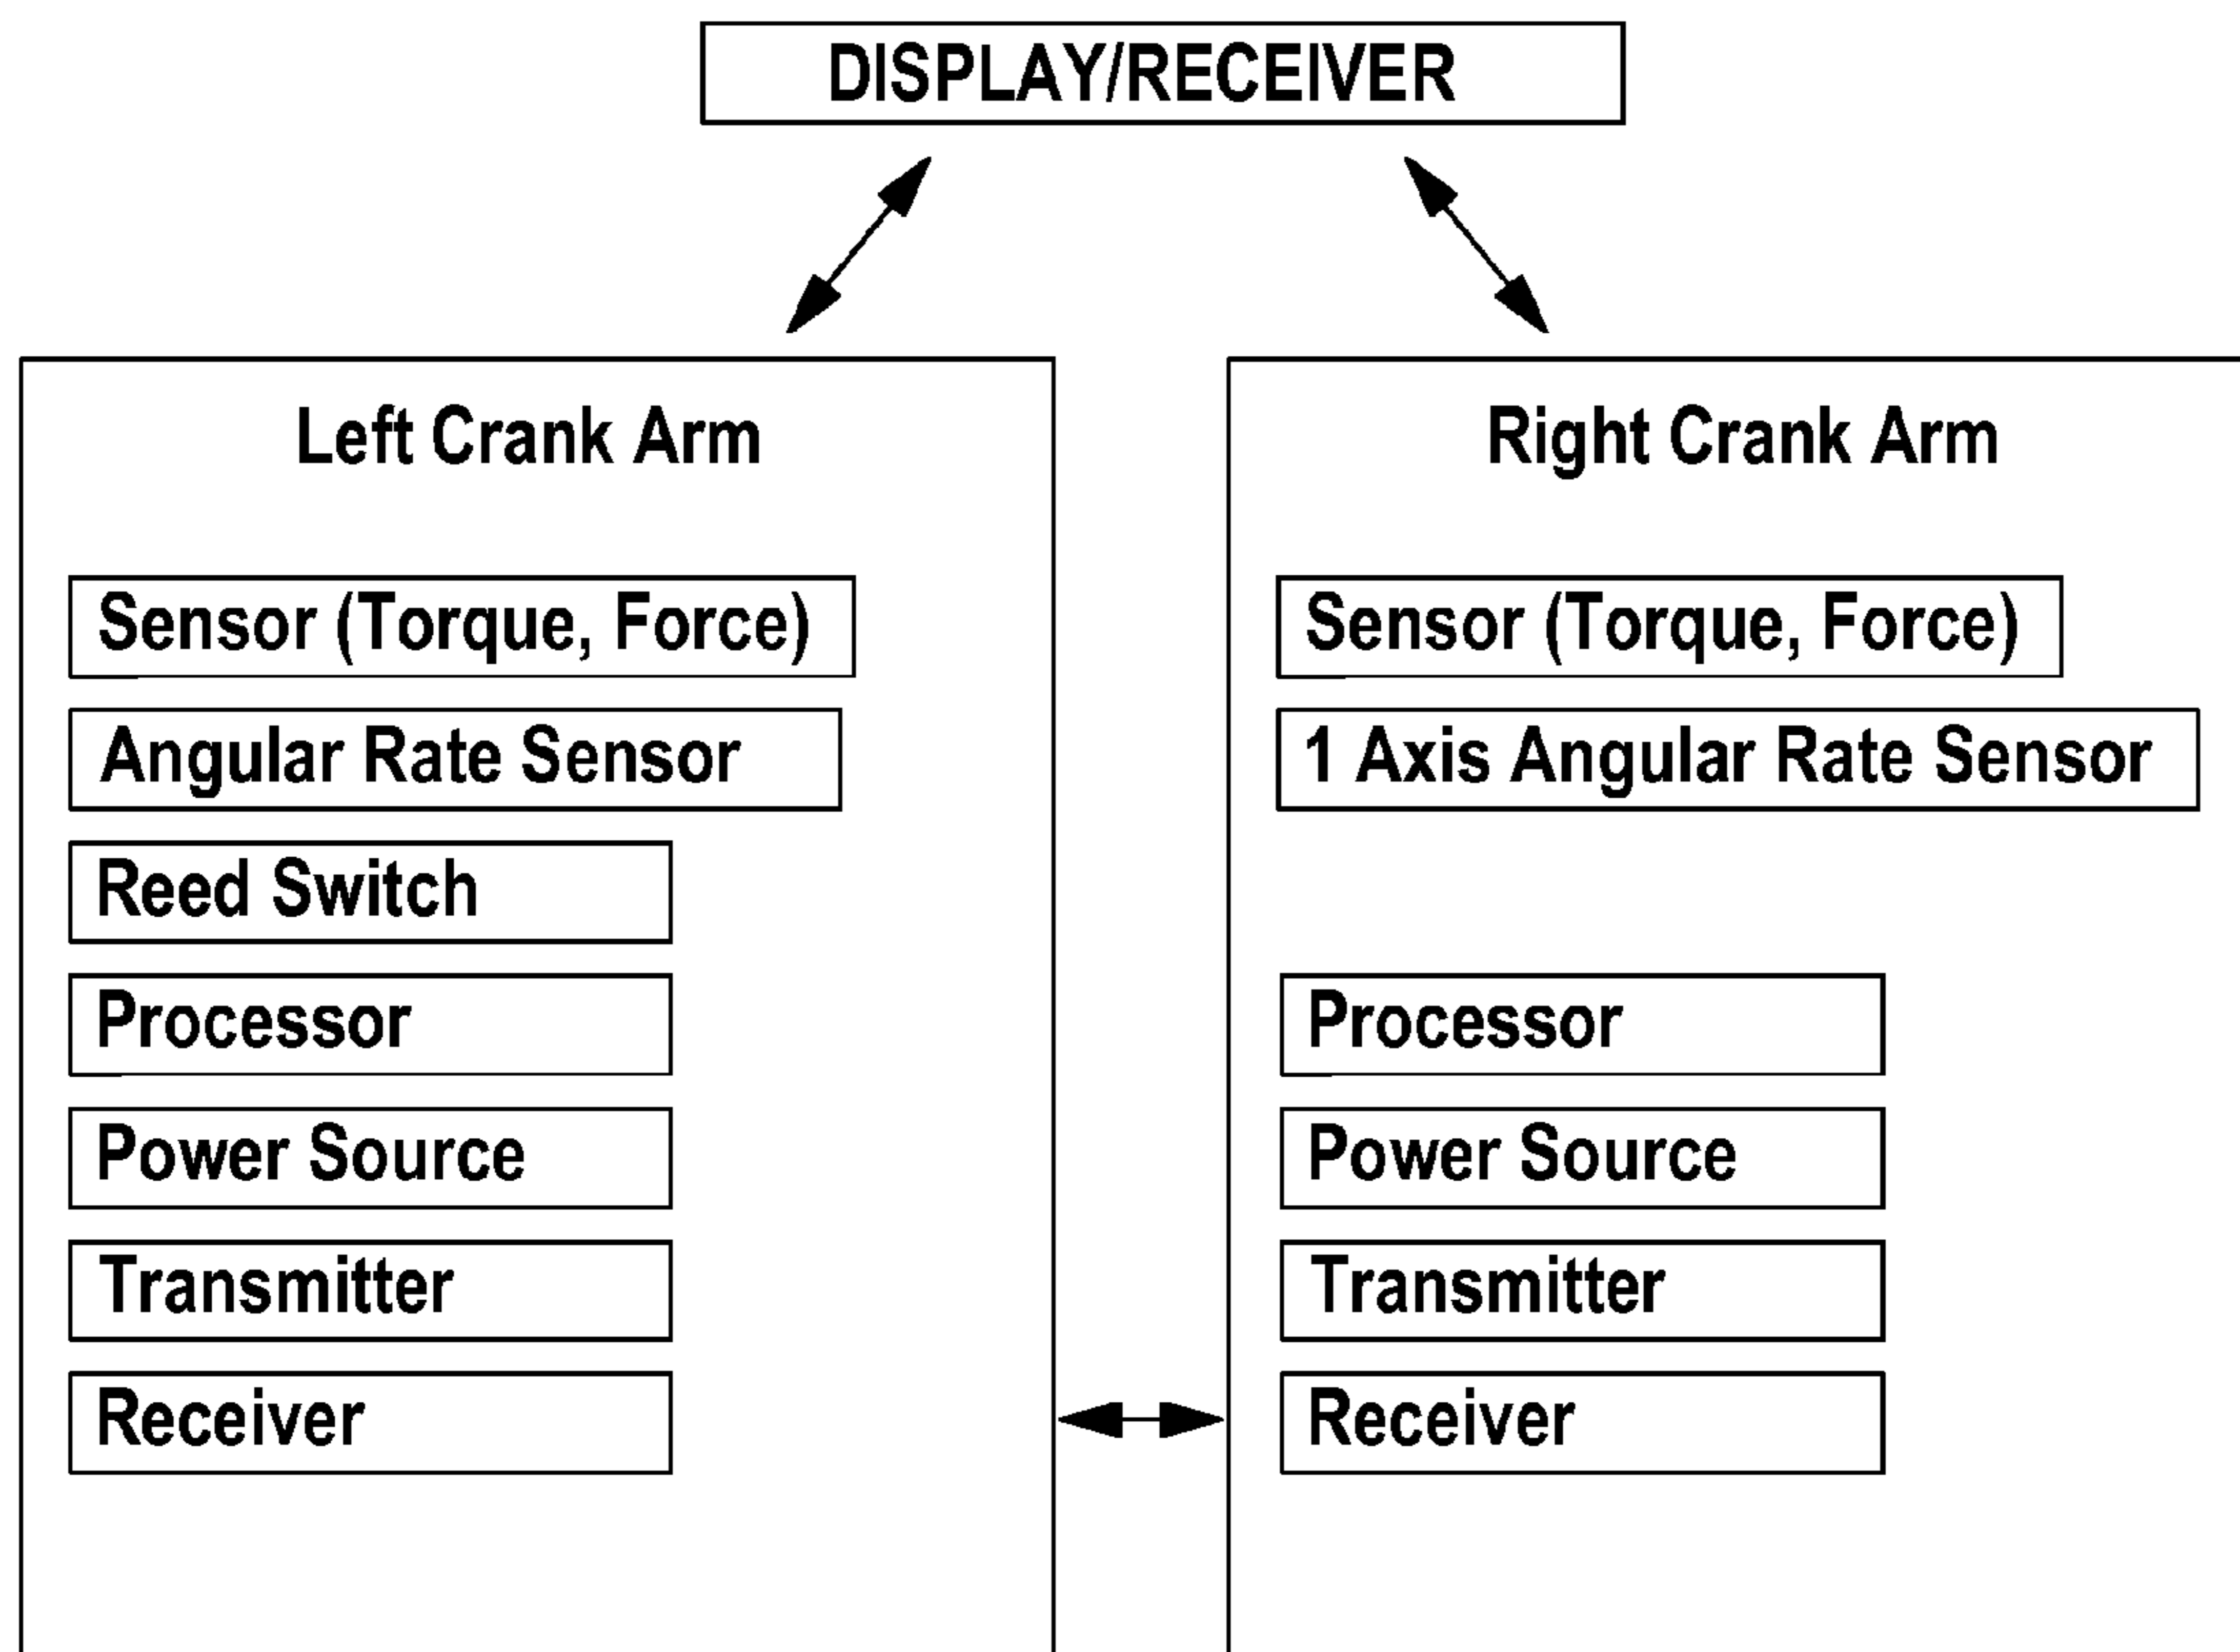 DISPLAY/RECEIVER
Left Crank Arm
Sensor (Torque, Force)
Angular Rate Sensor
Reed Switch
Processor
Power Source
Transmitter
Receiver
Right Crank Arm
Sensor (Torque, Force)
1 Axis Angular Rate Sensor
Processor
Power Source
Transmitter
Receiver